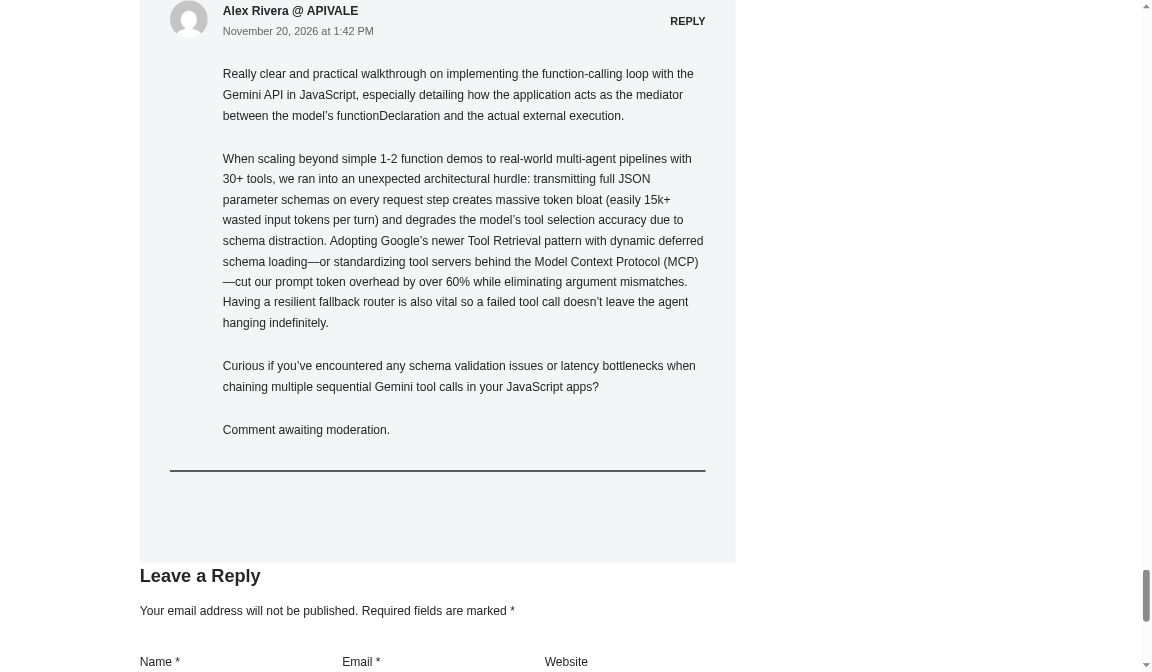 Alex Rivera @ APIVALE
REPLY
November 20, 2026 at 1:42 PM
Really clear and practical walkthrough on implementing the function-calling loop with the
Gemini API in JavaScript, especially detailing how the application acts as the mediator
between the model’s functionDeclaration and the actual external execution.
When scaling beyond simple 1-2 function demos to real-world multi-agent pipelines with
30+ tools, we ran into an unexpected architectural hurdle: transmitting full JSON
parameter schemas on every request step creates massive token bloat (easily 15k+
wasted input tokens per turn) and degrades the model’s tool selection accuracy due to
schema distraction. Adopting Google’s newer Tool Retrieval pattern with dynamic deferred
schema loading—or standardizing tool servers behind the Model Context Protocol (MCP)
—cut our prompt token overhead by over 60% while eliminating argument mismatches.
Having a resilient fallback router is also vital so a failed tool call doesn’t leave the agent
hanging indefinitely.
Curious if you’ve encountered any schema validation issues or latency bottlenecks when
chaining multiple sequential Gemini tool calls in your JavaScript apps?
Comment awaiting moderation.
Leave a Reply
Your email address will not be published. Required fields are marked *
Name *
Email *
Website